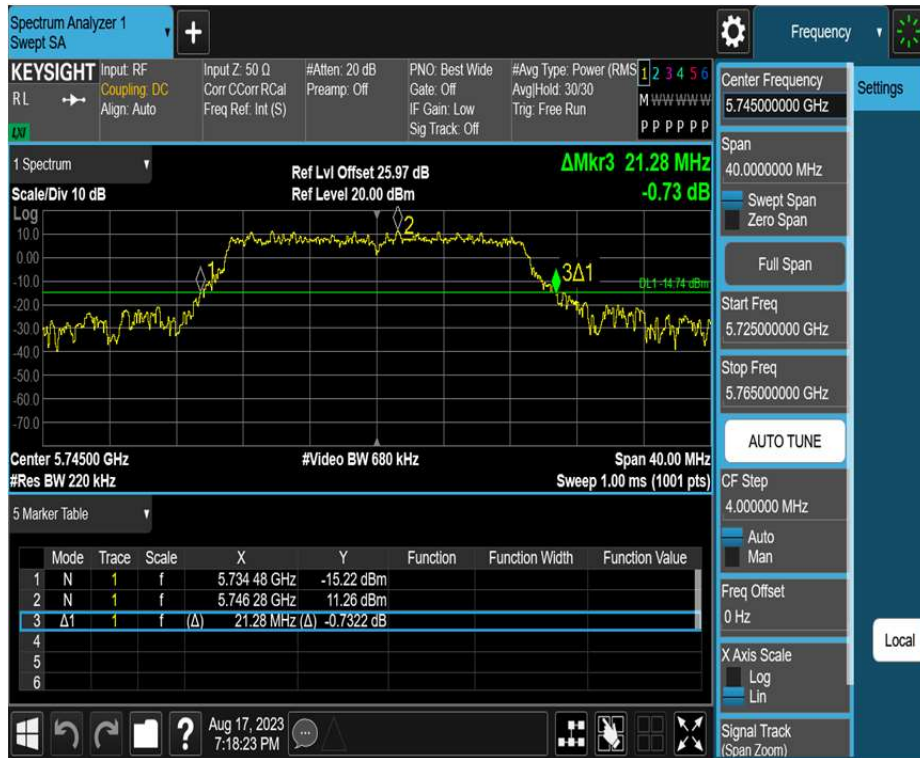 Spectrum Analyzer 1
Swept SA
Frequency
KEYSIGHT
RL
LXI
Input: RF
Coupling: DC
Align: Auto
Input Z: 50 Ω
Corr CCorr RCal
Freq Ref: Int (S)
#Atten: 20 dB
Preamp: Off
PNO: Best Wide
Gate: Off
IF Gain: Low
Sig Track: Off
#Avg Type: Power (RMS
Avg|Hold: 30/30
Trig: Free Run
1 2 3 4 5 6
M W W W W W
P P P P P P
Center Frequency
5.745000000 GHz
Settings
Span
40.0000000 MHz
Swept Span
Zero Span
Full Span
Start Freq
5.725000000 GHz
Stop Freq
5.765000000 GHz
AUTO TUNE
CF Step
4.000000 MHz
Auto
Man
Freq Offset
0 Hz
X Axis Scale
Log
Lin
Signal Track
(Span Zoom)
Local
1 Spectrum
Scale/Div 10 dB
Ref Lvl Offset 25.97 dB
Ref Level 20.00 dBm
ΔMkr3 21.28 MHz
-0.73 dB
Log
10.0
0.00
-10.0
-20.0
-30.0
-40.0
-50.0
-60.0
-70.0
1
2
3Δ1
DL1 -14.74 dBm
Center 5.74500 GHz
#Video BW 680 kHz
Span 40.00 MHz
#Res BW 220 kHz
Sweep 1.00 ms (1001 pts)
5 Marker Table
Mode Trace Scale X Y Function Function Width Function Value
1 N 1 f 5.734 48 GHz -15.22 dBm
2 N 1 f 5.746 28 GHz 11.26 dBm
3 Δ1 1 f (Δ) 21.28 MHz (Δ) -0.7322 dB
4
5
6
?
Aug 17, 2023
7:18:23 PM